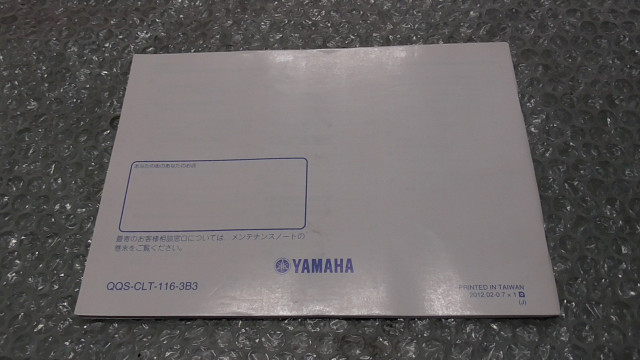 最寄のお客様相談窓口については、メンテナンスノートの
巻末をご覧ください。
YAMAHA
QQS-CLT-116-3B3
PRINTED IN TAIWAN
(J)